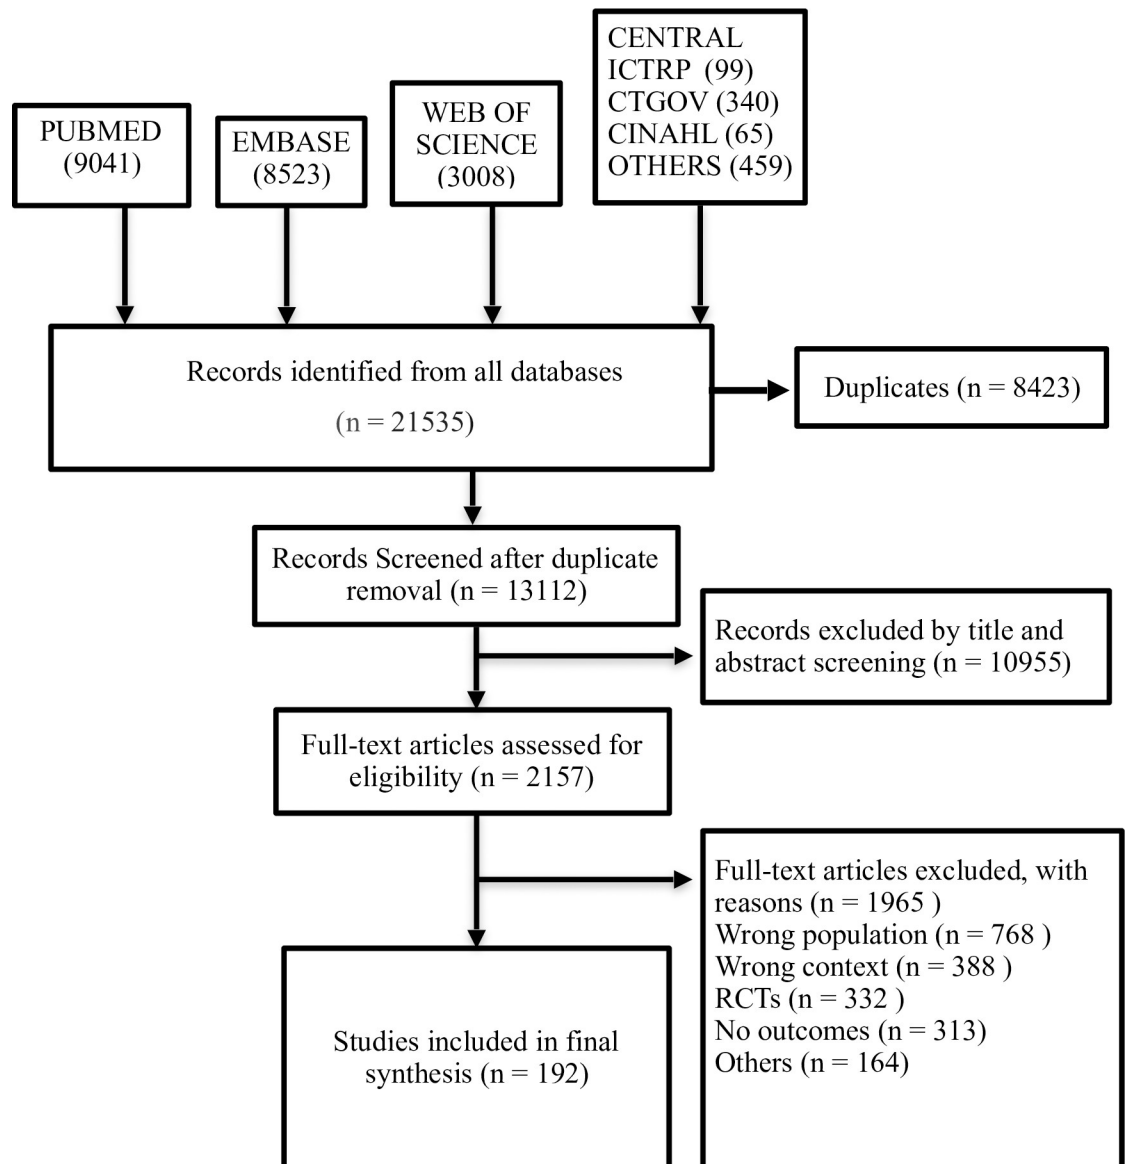 PUBMED
(9041)
EMBASE
(8523)
WEB OF
SCIENCE
(3008)
CENTRAL
ICTRP (99)
CTGOV (340)
CINAHL (65)
OTHERS (459)
Records identified from all databases
(n = 21535)
Duplicates (n = 8423)
Records Screened after duplicate
removal (n = 13112)
Records excluded by title and
abstract screening (n = 10955)
Full-text articles assessed for
eligibility (n = 2157)
Full-text articles excluded, with
reasons (n = 1965 )
Wrong population (n = 768 )
Wrong context (n = 388 )
RCTs (n = 332 )
No outcomes (n = 313)
Others (n = 164)
Studies included in final
synthesis (n = 192)